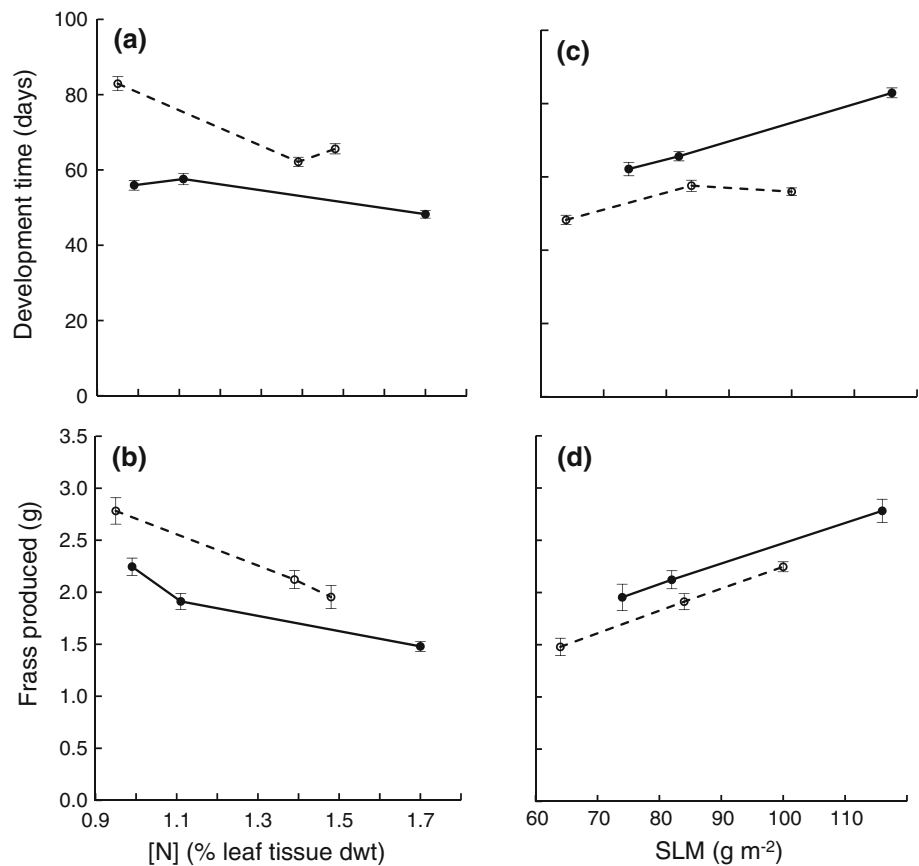 100
80
60
40
20
0
Development time (days)
(a)
(c)
3.5
3.0
2.5
2.0
1.5
1.0
0.5
0.0
Frass produced (g)
(b)
(d)
0.9 1.1 1.3 1.5 1.7
[N] (% leaf tissue dwt)
60 70 80 90 100 110
SLM (g m-2)